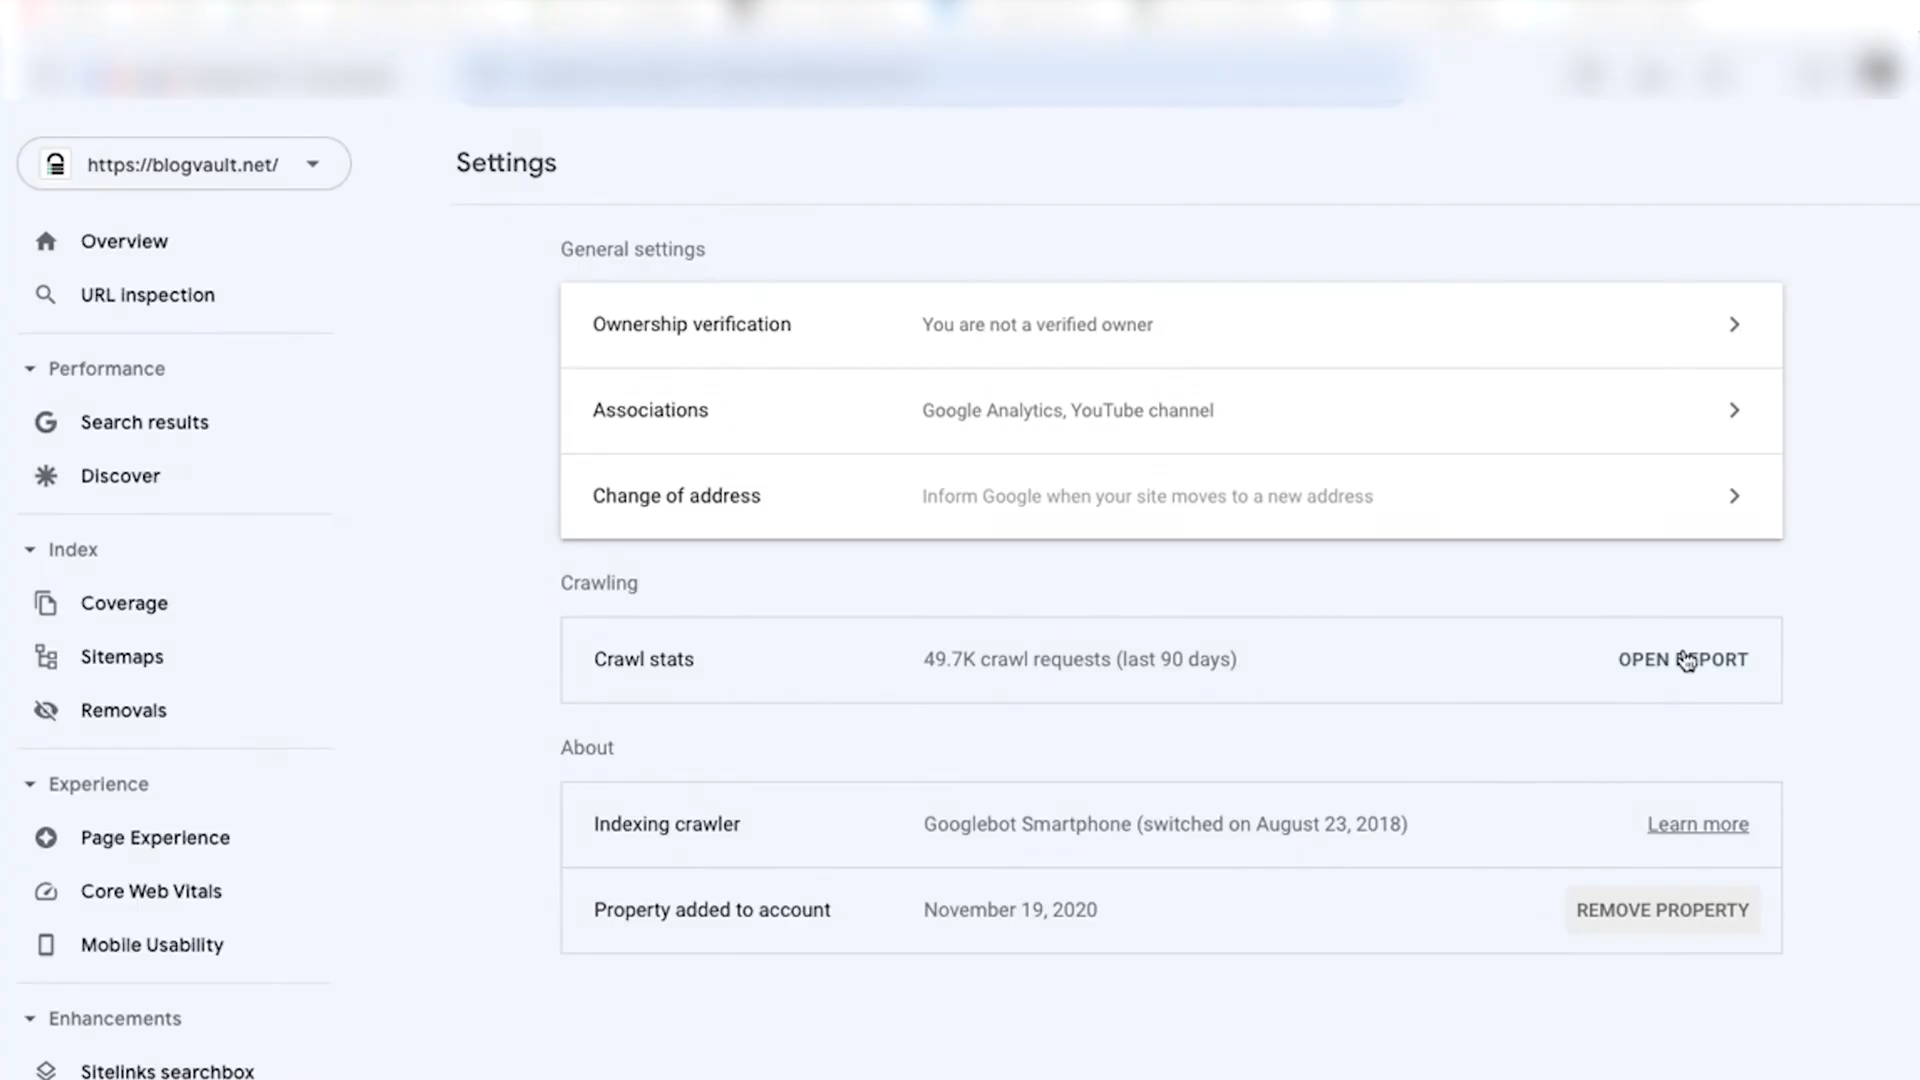 https://blogvault.net/
Settings
Overview
URL inspection
Performance
Search results
Discover
Index
Coverage
Sitemaps
Removals
Experience
Page Experience
Core Web Vitals
Mobile Usability
Enhancements
Sitelinks searchbox
General settings
Ownership verification You are not a verified owner
Associations Google Analytics, YouTube channel
Change of address Inform Google when your site moves to a new address
Crawling
Crawl stats 49.7K crawl requests (last 90 days) OPEN REPORT
About
Indexing crawler Googlebot Smartphone (switched on August 23, 2018) Learn more
Property added to account November 19, 2020 REMOVE PROPERTY